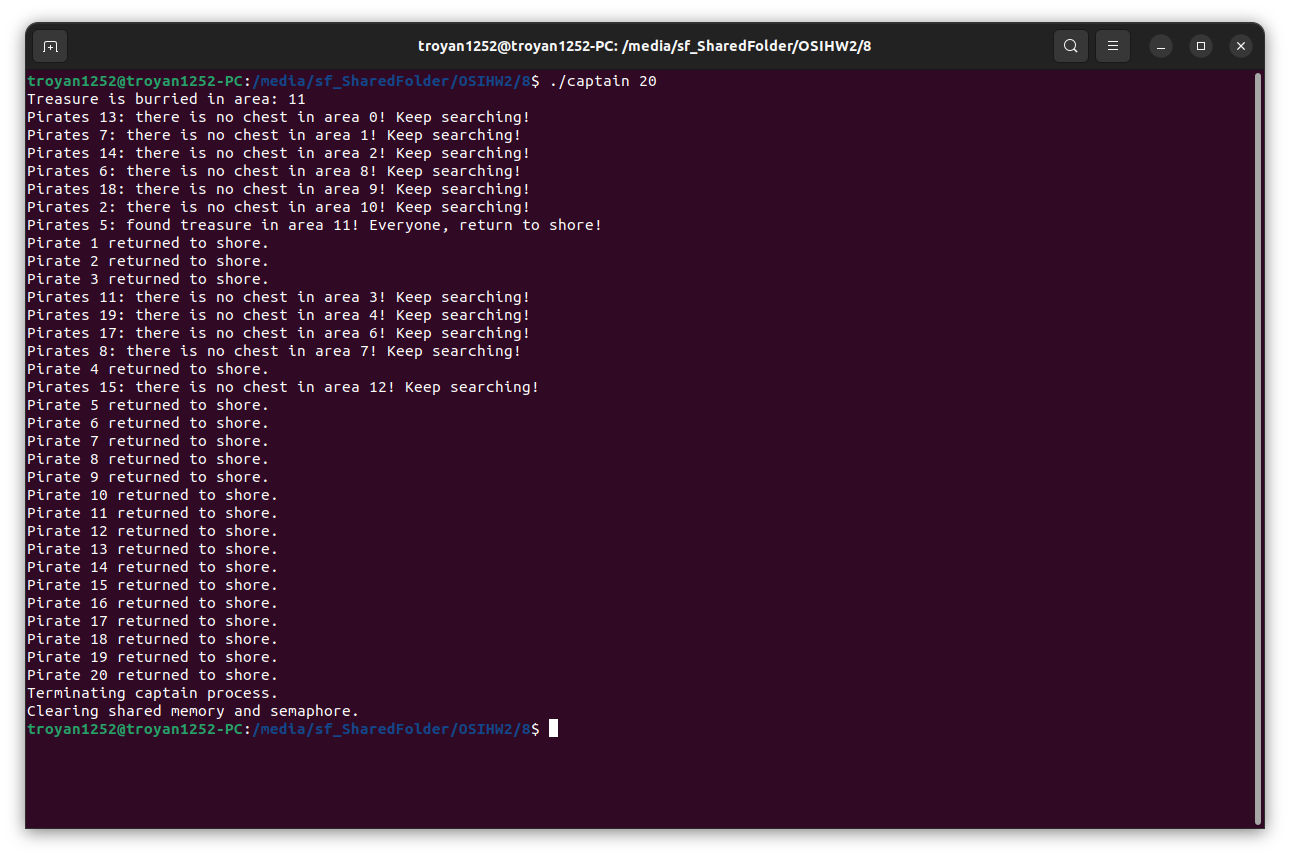 troyan1252@troyan1252-PC: /media/sf_SharedFolder/OSIHW2/8
troyan1252@troyan1252-PC:/media/sf_SharedFolder/OSIHW2/8$ ./captain 20
Treasure is burried in area: 11
Pirates 13: there is no chest in area 0! Keep searching!
Pirates 7: there is no chest in area 1! Keep searching!
Pirates 14: there is no chest in area 2! Keep searching!
Pirates 6: there is no chest in area 8! Keep searching!
Pirates 18: there is no chest in area 9! Keep searching!
Pirates 2: there is no chest in area 10! Keep searching!
Pirates 5: found treasure in area 11! Everyone, return to shore!
Pirate 1 returned to shore.
Pirate 2 returned to shore.
Pirate 3 returned to shore.
Pirates 11: there is no chest in area 3! Keep searching!
Pirates 19: there is no chest in area 4! Keep searching!
Pirates 17: there is no chest in area 6! Keep searching!
Pirates 8: there is no chest in area 7! Keep searching!
Pirate 4 returned to shore.
Pirates 15: there is no chest in area 12! Keep searching!
Pirate 5 returned to shore.
Pirate 6 returned to shore.
Pirate 7 returned to shore.
Pirate 8 returned to shore.
Pirate 9 returned to shore.
Pirate 10 returned to shore.
Pirate 11 returned to shore.
Pirate 12 returned to shore.
Pirate 13 returned to shore.
Pirate 14 returned to shore.
Pirate 15 returned to shore.
Pirate 16 returned to shore.
Pirate 17 returned to shore.
Pirate 18 returned to shore.
Pirate 19 returned to shore.
Pirate 20 returned to shore.
Terminating captain process.
Clearing shared memory and semaphore.
troyan1252@troyan1252-PC:/media/sf_SharedFolder/OSIHW2/8$